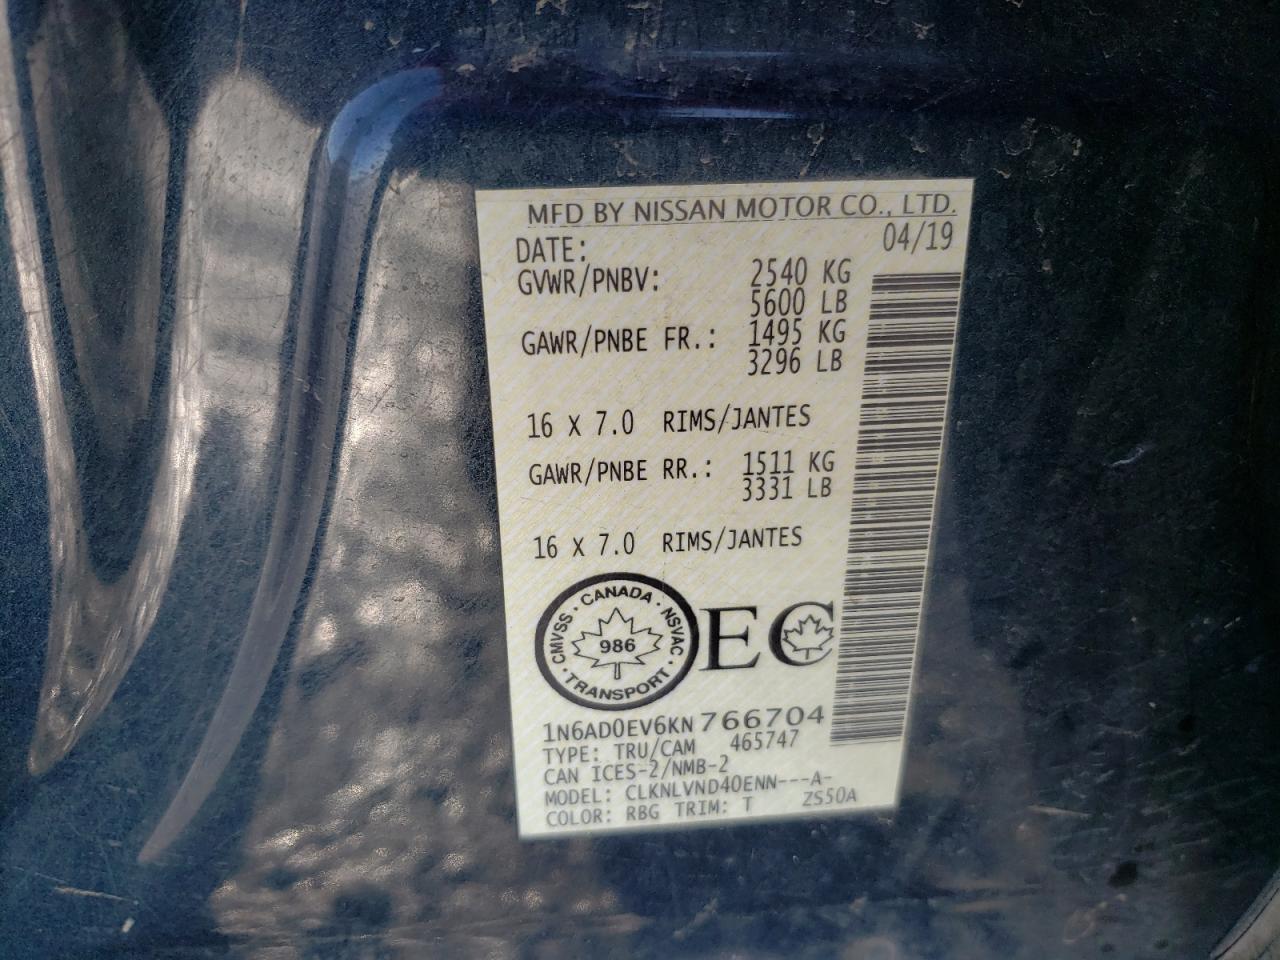 MFD BY NISSAN MOTOR CO., LTD.
DATE: 04/19
GVWR/PNBV: 2540 KG
5600 LB
GAWR/PNBE FR.: 1495 KG
3296 LB
16 X 7.0 RIMS/JANTES
GAWR/PNBE RR.: 1511 KG
3331 LB
16 X 7.0 RIMS/JANTES
CMVSS · CANADA · NSVAC · TRANSPORT ·
986
EC
1N6AD0EV6KN 766704
TYPE: TRU/CAM 465747
CAN ICES-2/NMB-2
MODEL: CLKNLVND40ENN---A-
COLOR: RBG TRIM: T ZS50A